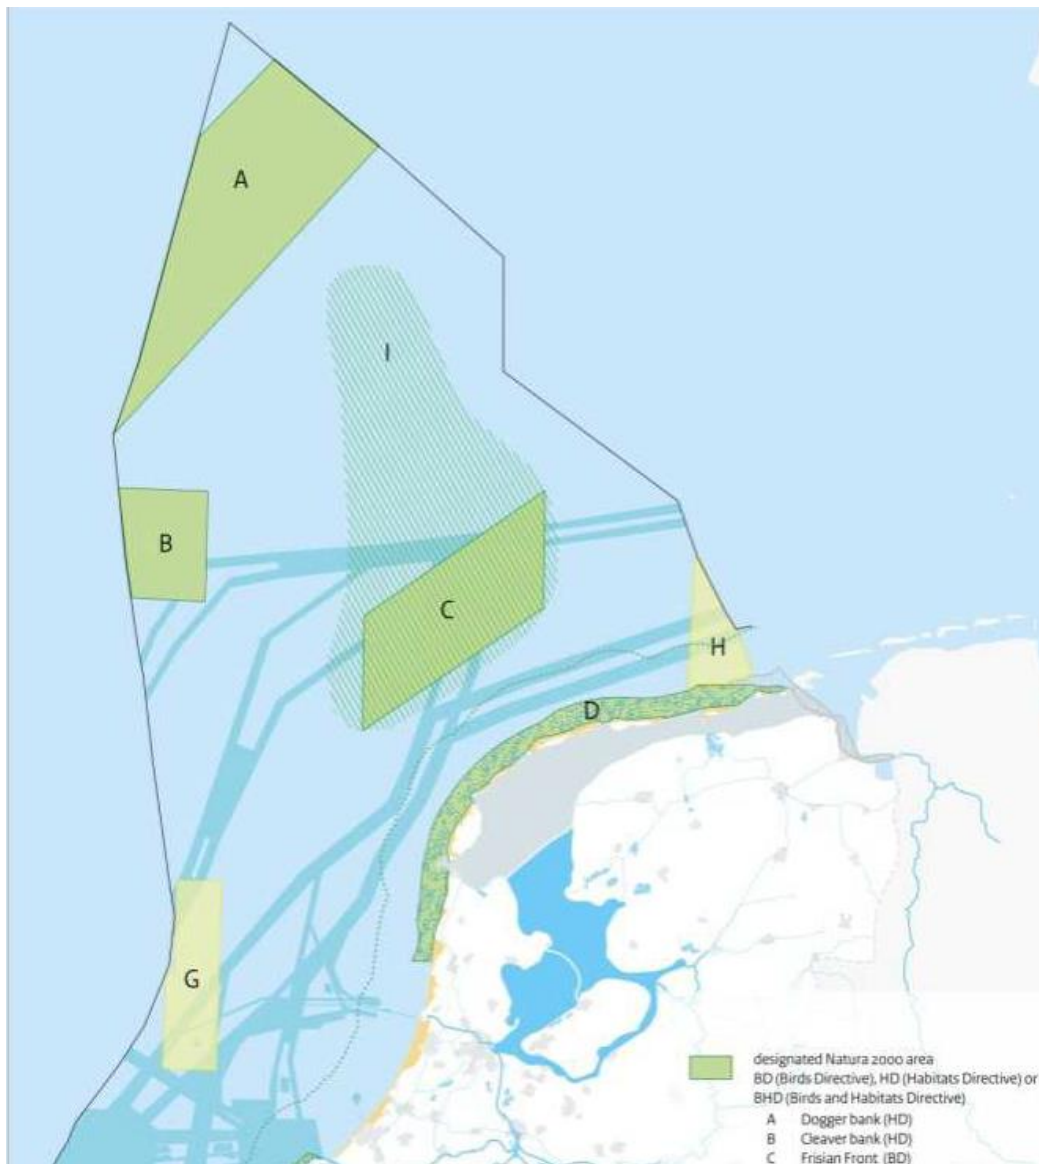 A
I
B
C
H
D
G
designated Natura 2000 area
BD (Birds Directive), HD (Habitats Directive) or
BHD (Birds and Habitats Directive)
A Dogger bank (HD)
B Cleaver bank (HD)
C Frisian Front (BD)